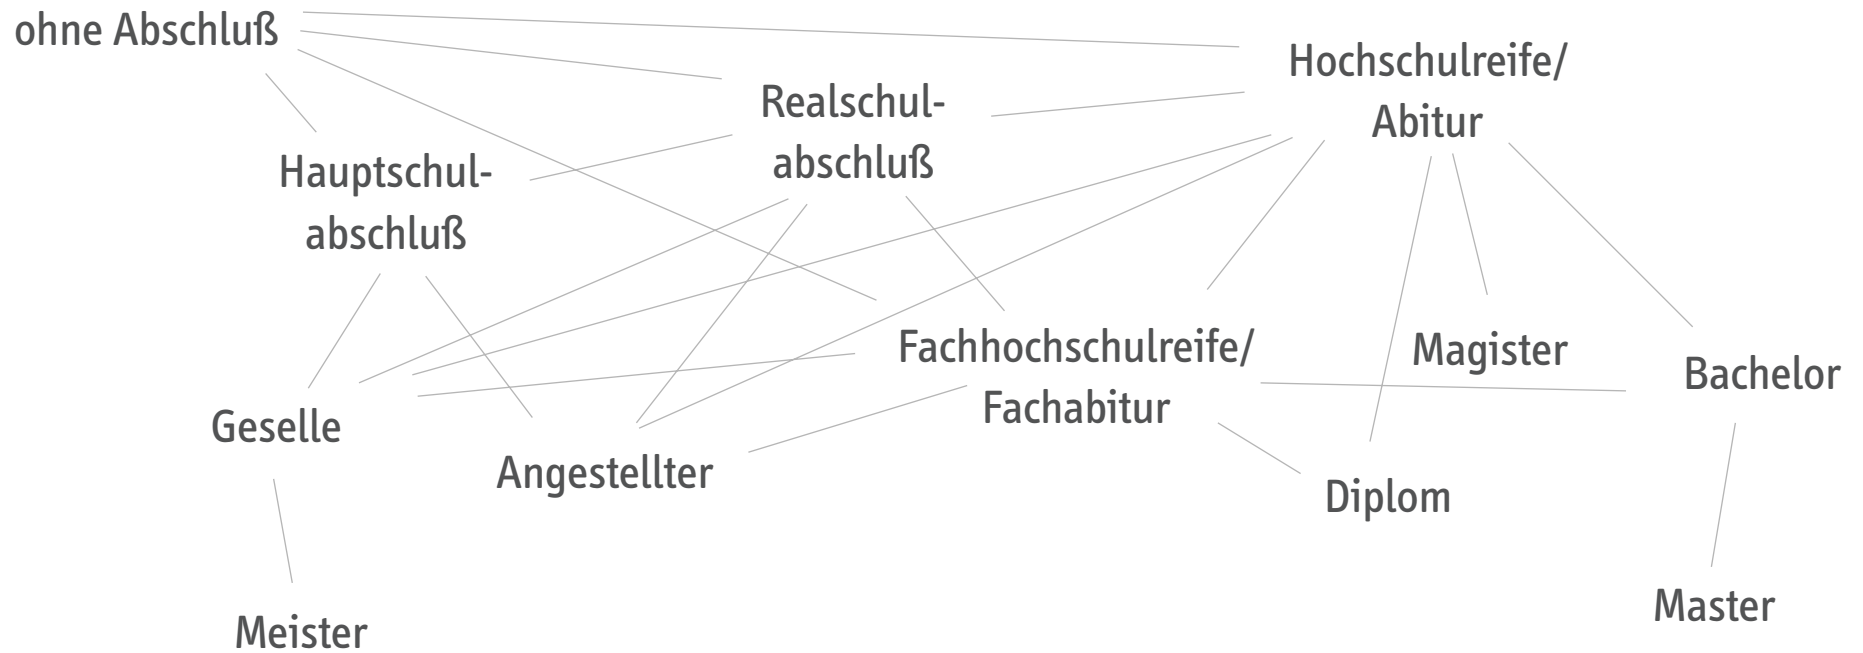 ohne Abschluß
Hochschulreife/
Abitur
Realschul-
abschluß
Hauptschul-
abschluß
Fachhochschulreife/
Fachabitur
Magister
Bachelor
Geselle
Angestellter
Diplom
Master
Meister